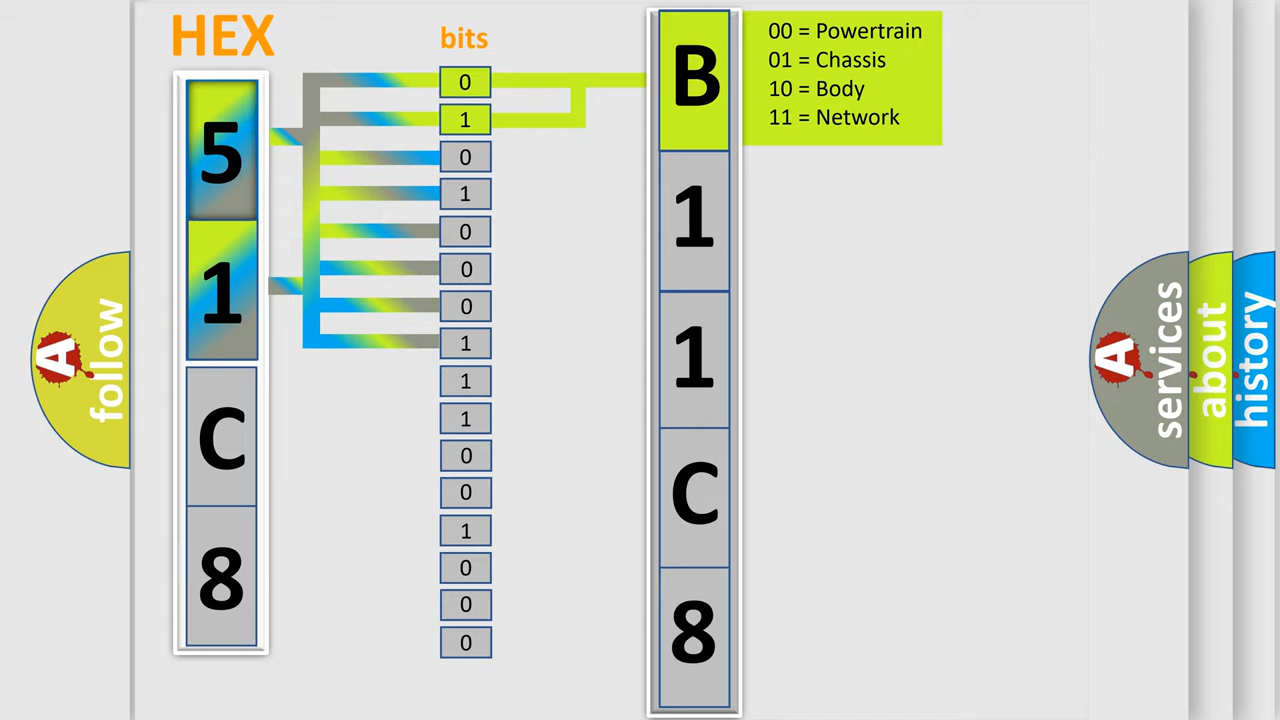 HEX
bits
5
1
C
8
0
1
0
1
0
0
0
1
1
1
0
0
1
0
0
0
B
1
1
C
8
00 = Powertrain
01 = Chassis
10 = Body
11 = Network
A
follow
A
services
about
history